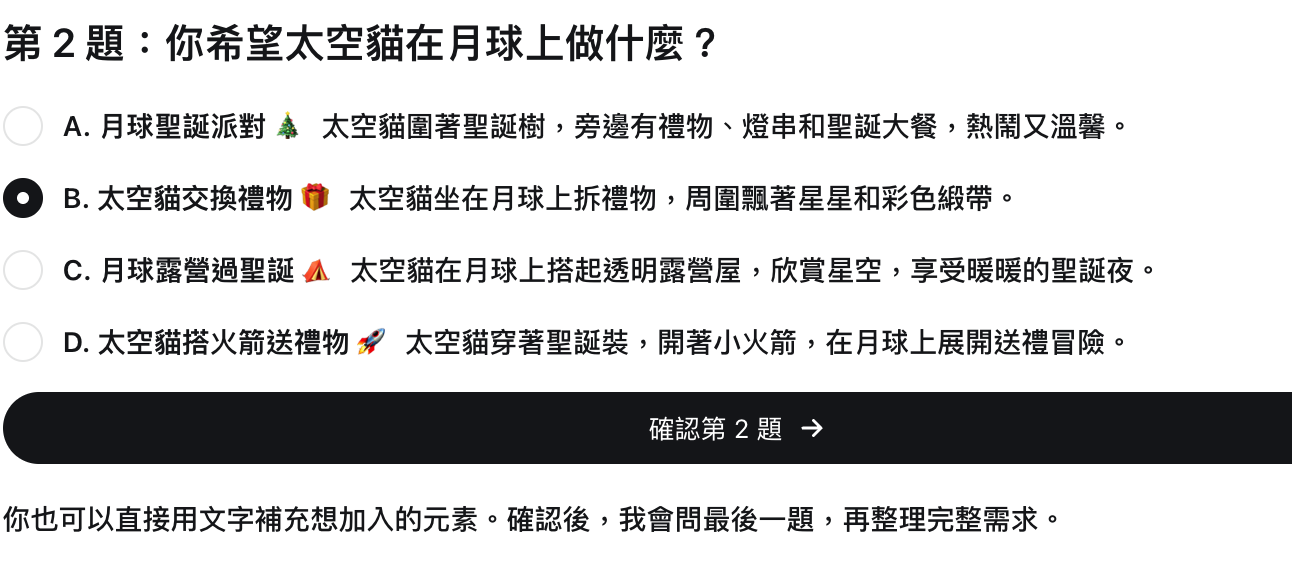 第 2 題：你希望太空貓在月球上做什麼？
A. 月球聖誕派對 🎄 太空貓圍著聖誕樹，旁邊有禮物、燈串和聖誕大餐，熱鬧又溫馨。
B. 太空貓交換禮物 🎁 太空貓坐在月球上拆禮物，周圍飄著星星和彩色緞帶。
C. 月球露營過聖誕 ⛺ 太空貓在月球上搭起透明露營屋，欣賞星空，享受暖暖的聖誕夜。
D. 太空貓搭火箭送禮物 🚀 太空貓穿著聖誕裝，開著小火箭，在月球上展開送禮冒險。
確認第 2 題 →
你也可以直接用文字補充想加入的元素。確認後，我會問最後一題，再整理完整需求。